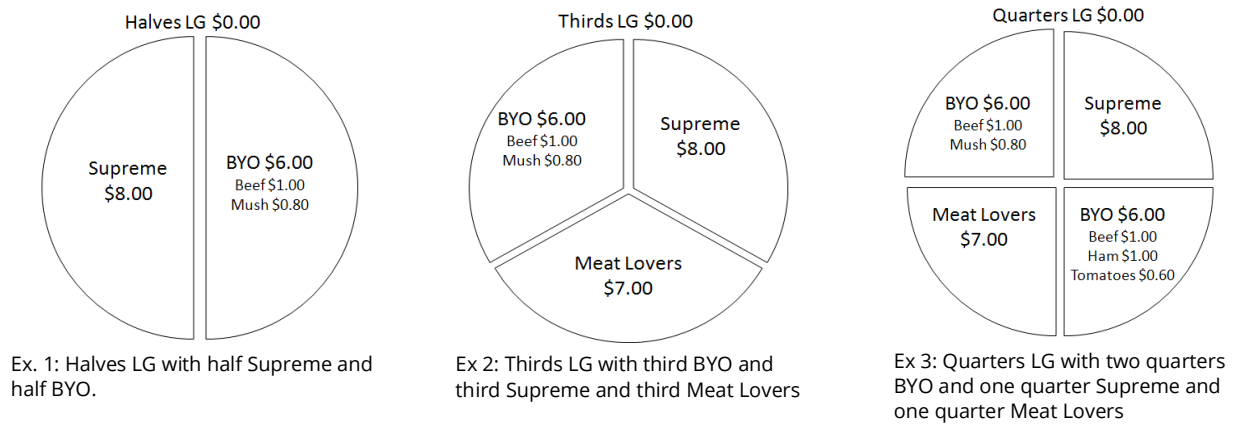 Halves LG $0.00
Supreme
$8.00
BYO $6.00
Beef $1.00
Mush $0.80
Ex. 1: Halves LG with half Supreme and
half BYO.
Thirds LG $0.00
BYO $6.00
Beef $1.00
Mush $0.80
Supreme
$8.00
Meat Lovers
$7.00
Ex 2: Thirds LG with third BYO and
third Supreme and third Meat Lovers
Quarters LG $0.00
BYO $6.00
Beef $1.00
Mush $0.80
Supreme
$8.00
Meat Lovers
$7.00
BYO $6.00
Beef $1.00
Ham $1.00
Tomatoes $0.60
Ex 3: Quarters LG with two quarters
BYO and one quarter Supreme and
one quarter Meat Lovers